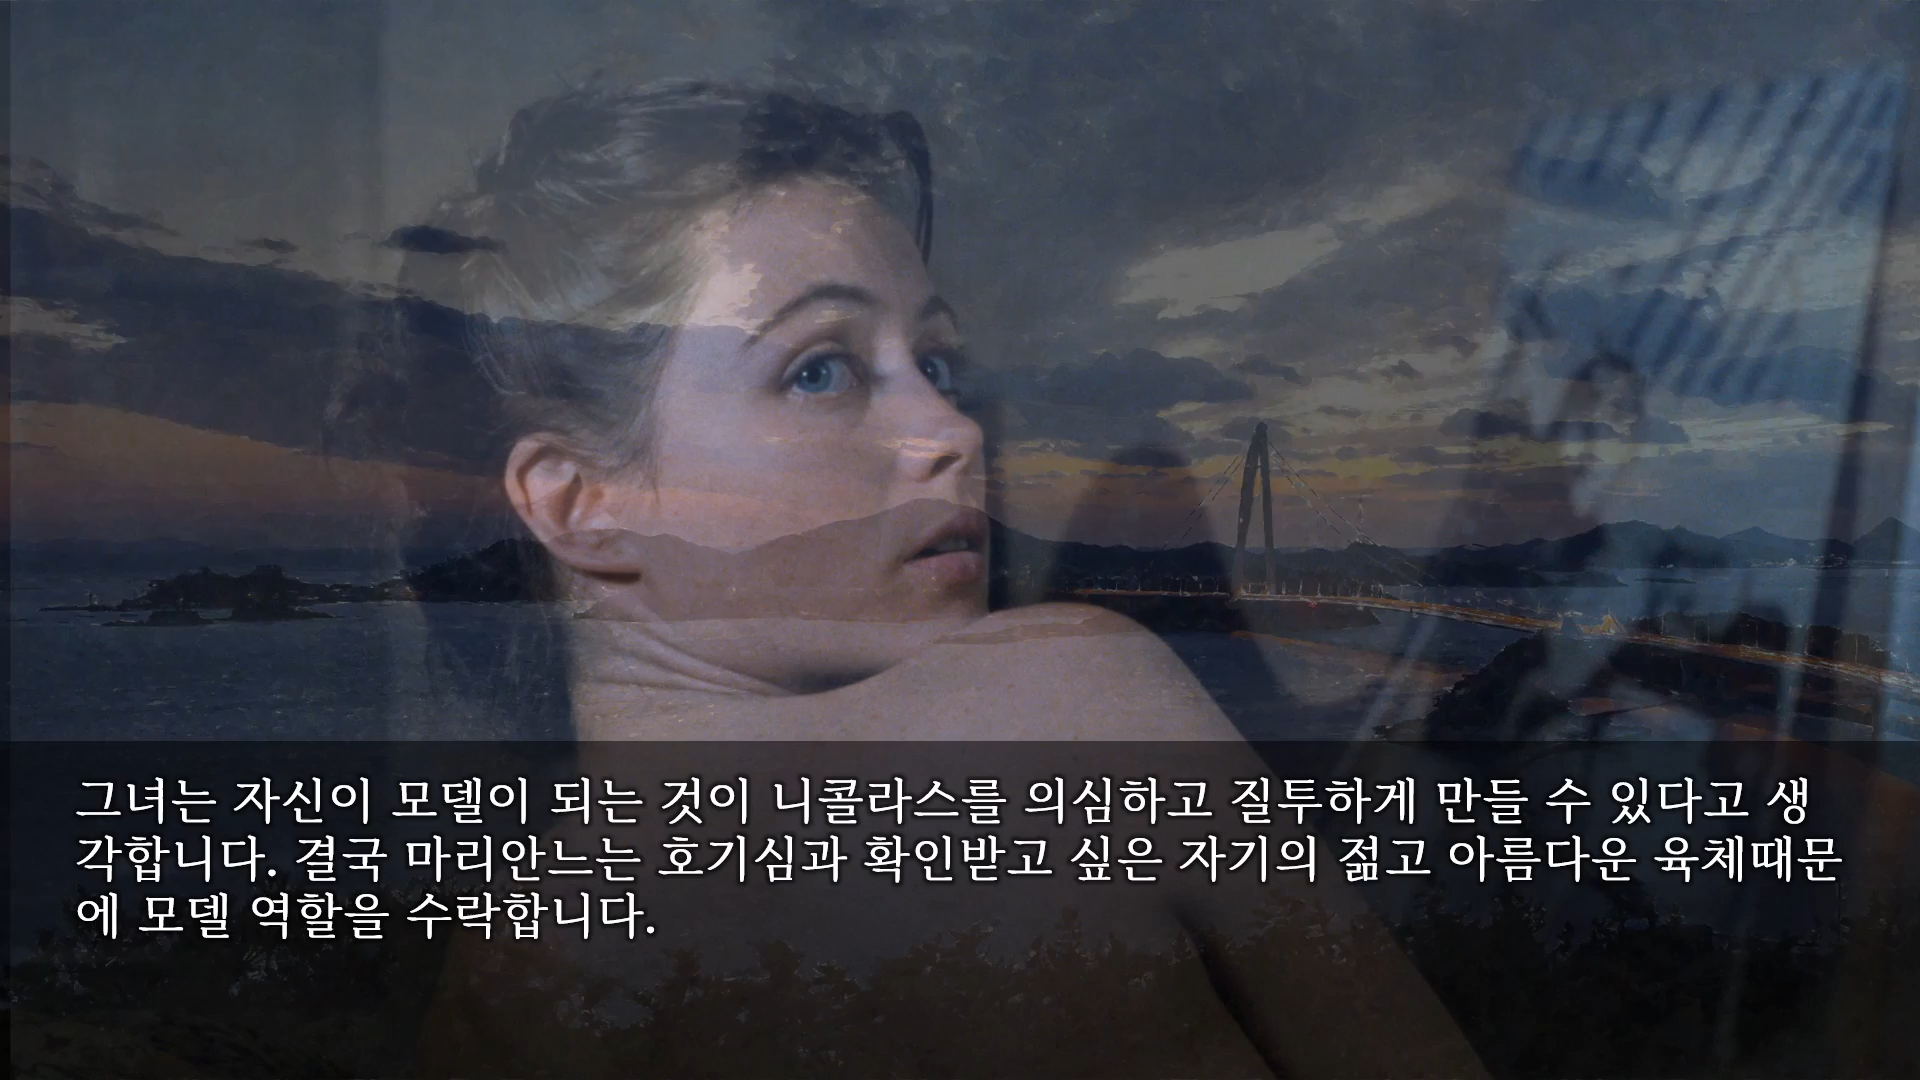 그녀는 자신이 모델이 되는 것이 니콜라스를 의심하고 질투하게 만들 수 있다고 생
각합니다. 결국 마리안느는 호기심과 확인받고 싶은 자기의 젊고 아름다운 육체때문
에 모델 역할을 수락합니다.